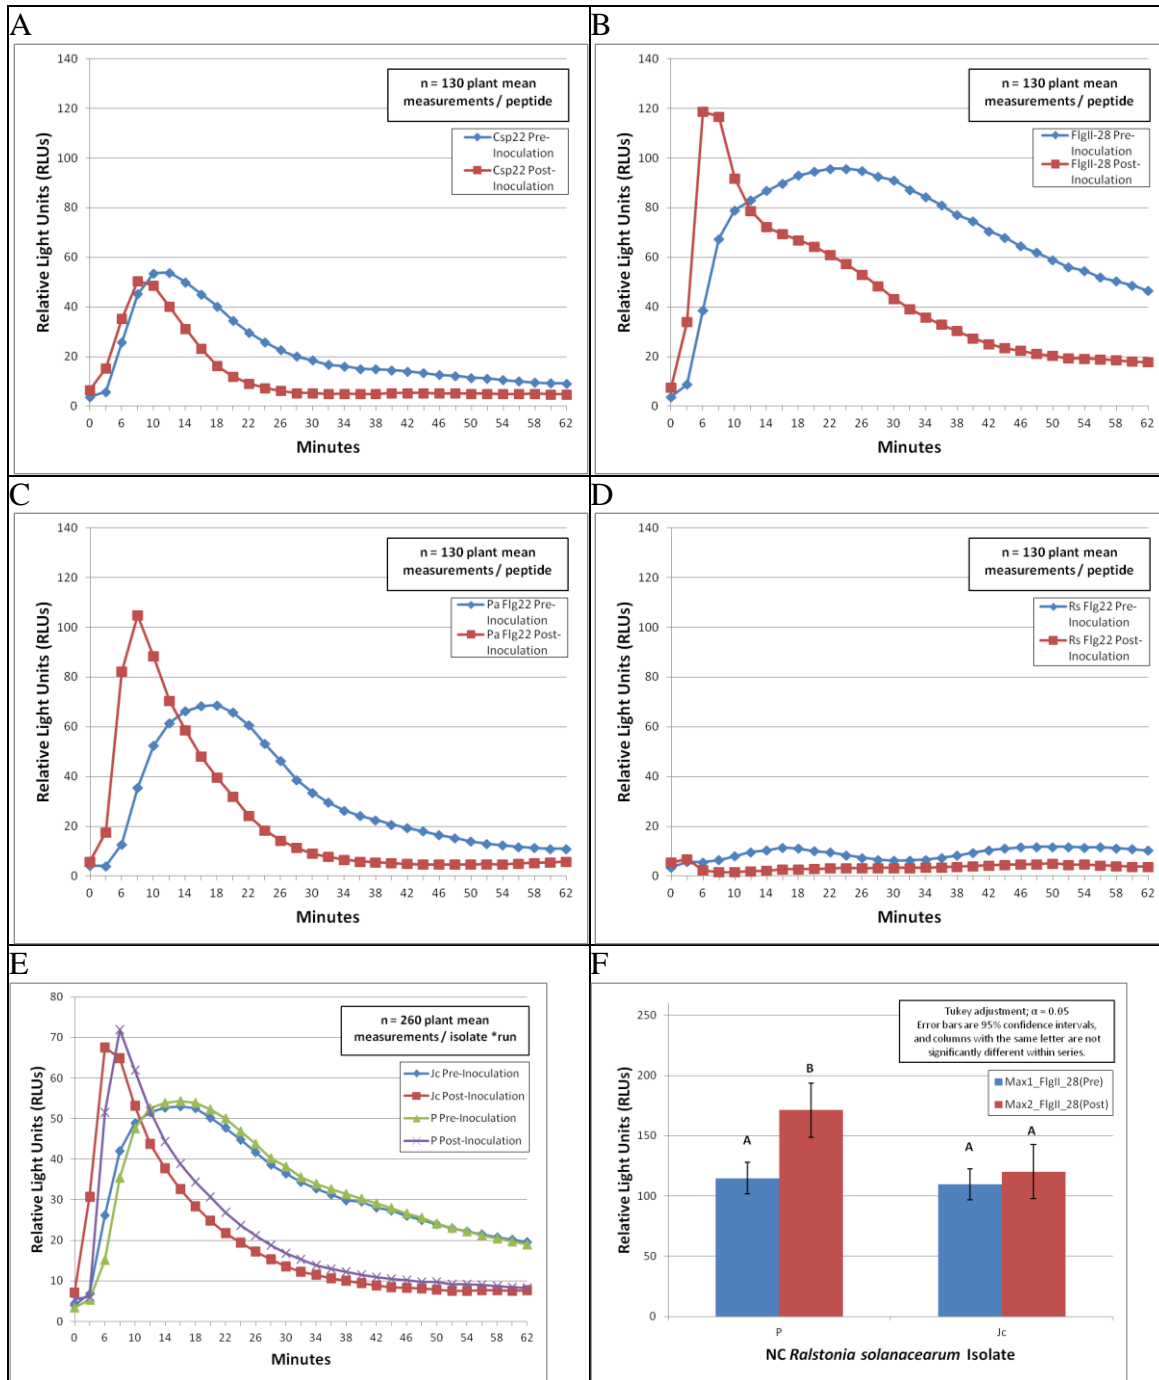 A
140
120
100
80
60
40
20
0
Relative Light Units (RLUs)
n = 130 plant mean
measurements / peptide
Csp22 Pre-
Inoculation
Csp22 Post-
Inoculation
0 6 10 14 18 22 26 30 34 38 42 46 50 54 58 62
Minutes
B
140
120
100
80
60
40
20
0
Relative Light Units (RLUs)
n = 130 plant mean
measurements / peptide
FlgII-28 Pre-
Inoculation
FlgII-28 Post-
Inoculation
0 6 10 14 18 22 26 30 34 38 42 46 50 54 58 62
Minutes
C
140
120
100
80
60
40
20
0
Relative Light Units (RLUs)
n = 130 plant mean
measurements / peptide
Pa Flg22 Pre-
Inoculation
Pa Flg22 Post-
Inoculation
0 6 10 14 18 22 26 30 34 38 42 46 50 54 58 62
Minutes
D
140
120
100
80
60
40
20
0
Relative Light Units (RLUs)
n = 130 plant mean
measurements / peptide
Rs Flg22 Pre-
Inoculation
Rs Flg22 Post-
Inoculation
0 6 10 14 18 22 26 30 34 38 42 46 50 54 58 62
Minutes
E
80
70
60
50
40
30
20
10
0
Relative Light Units (RLUs)
n = 260 plant mean
measurements / isolate *run
Jc Pre-Inoculation
Jc Post-Inoculation
P Pre-Inoculation
P Post-Inoculation
0 6 10 14 18 22 26 30 34 38 42 46 50 54 58 62
Minutes
F
250
200
150
100
50
0
Relative Light Units (RLUs)
Tukey adjustment; α = 0.05
Error bars are 95% confidence intervals,
and columns with the same letter are not
significantly different within series.
Max1_FlgII_28(Pre)
Max2_FlgII_28(Post)
A B A A
P Jc
NC Ralstonia solanacearum Isolate